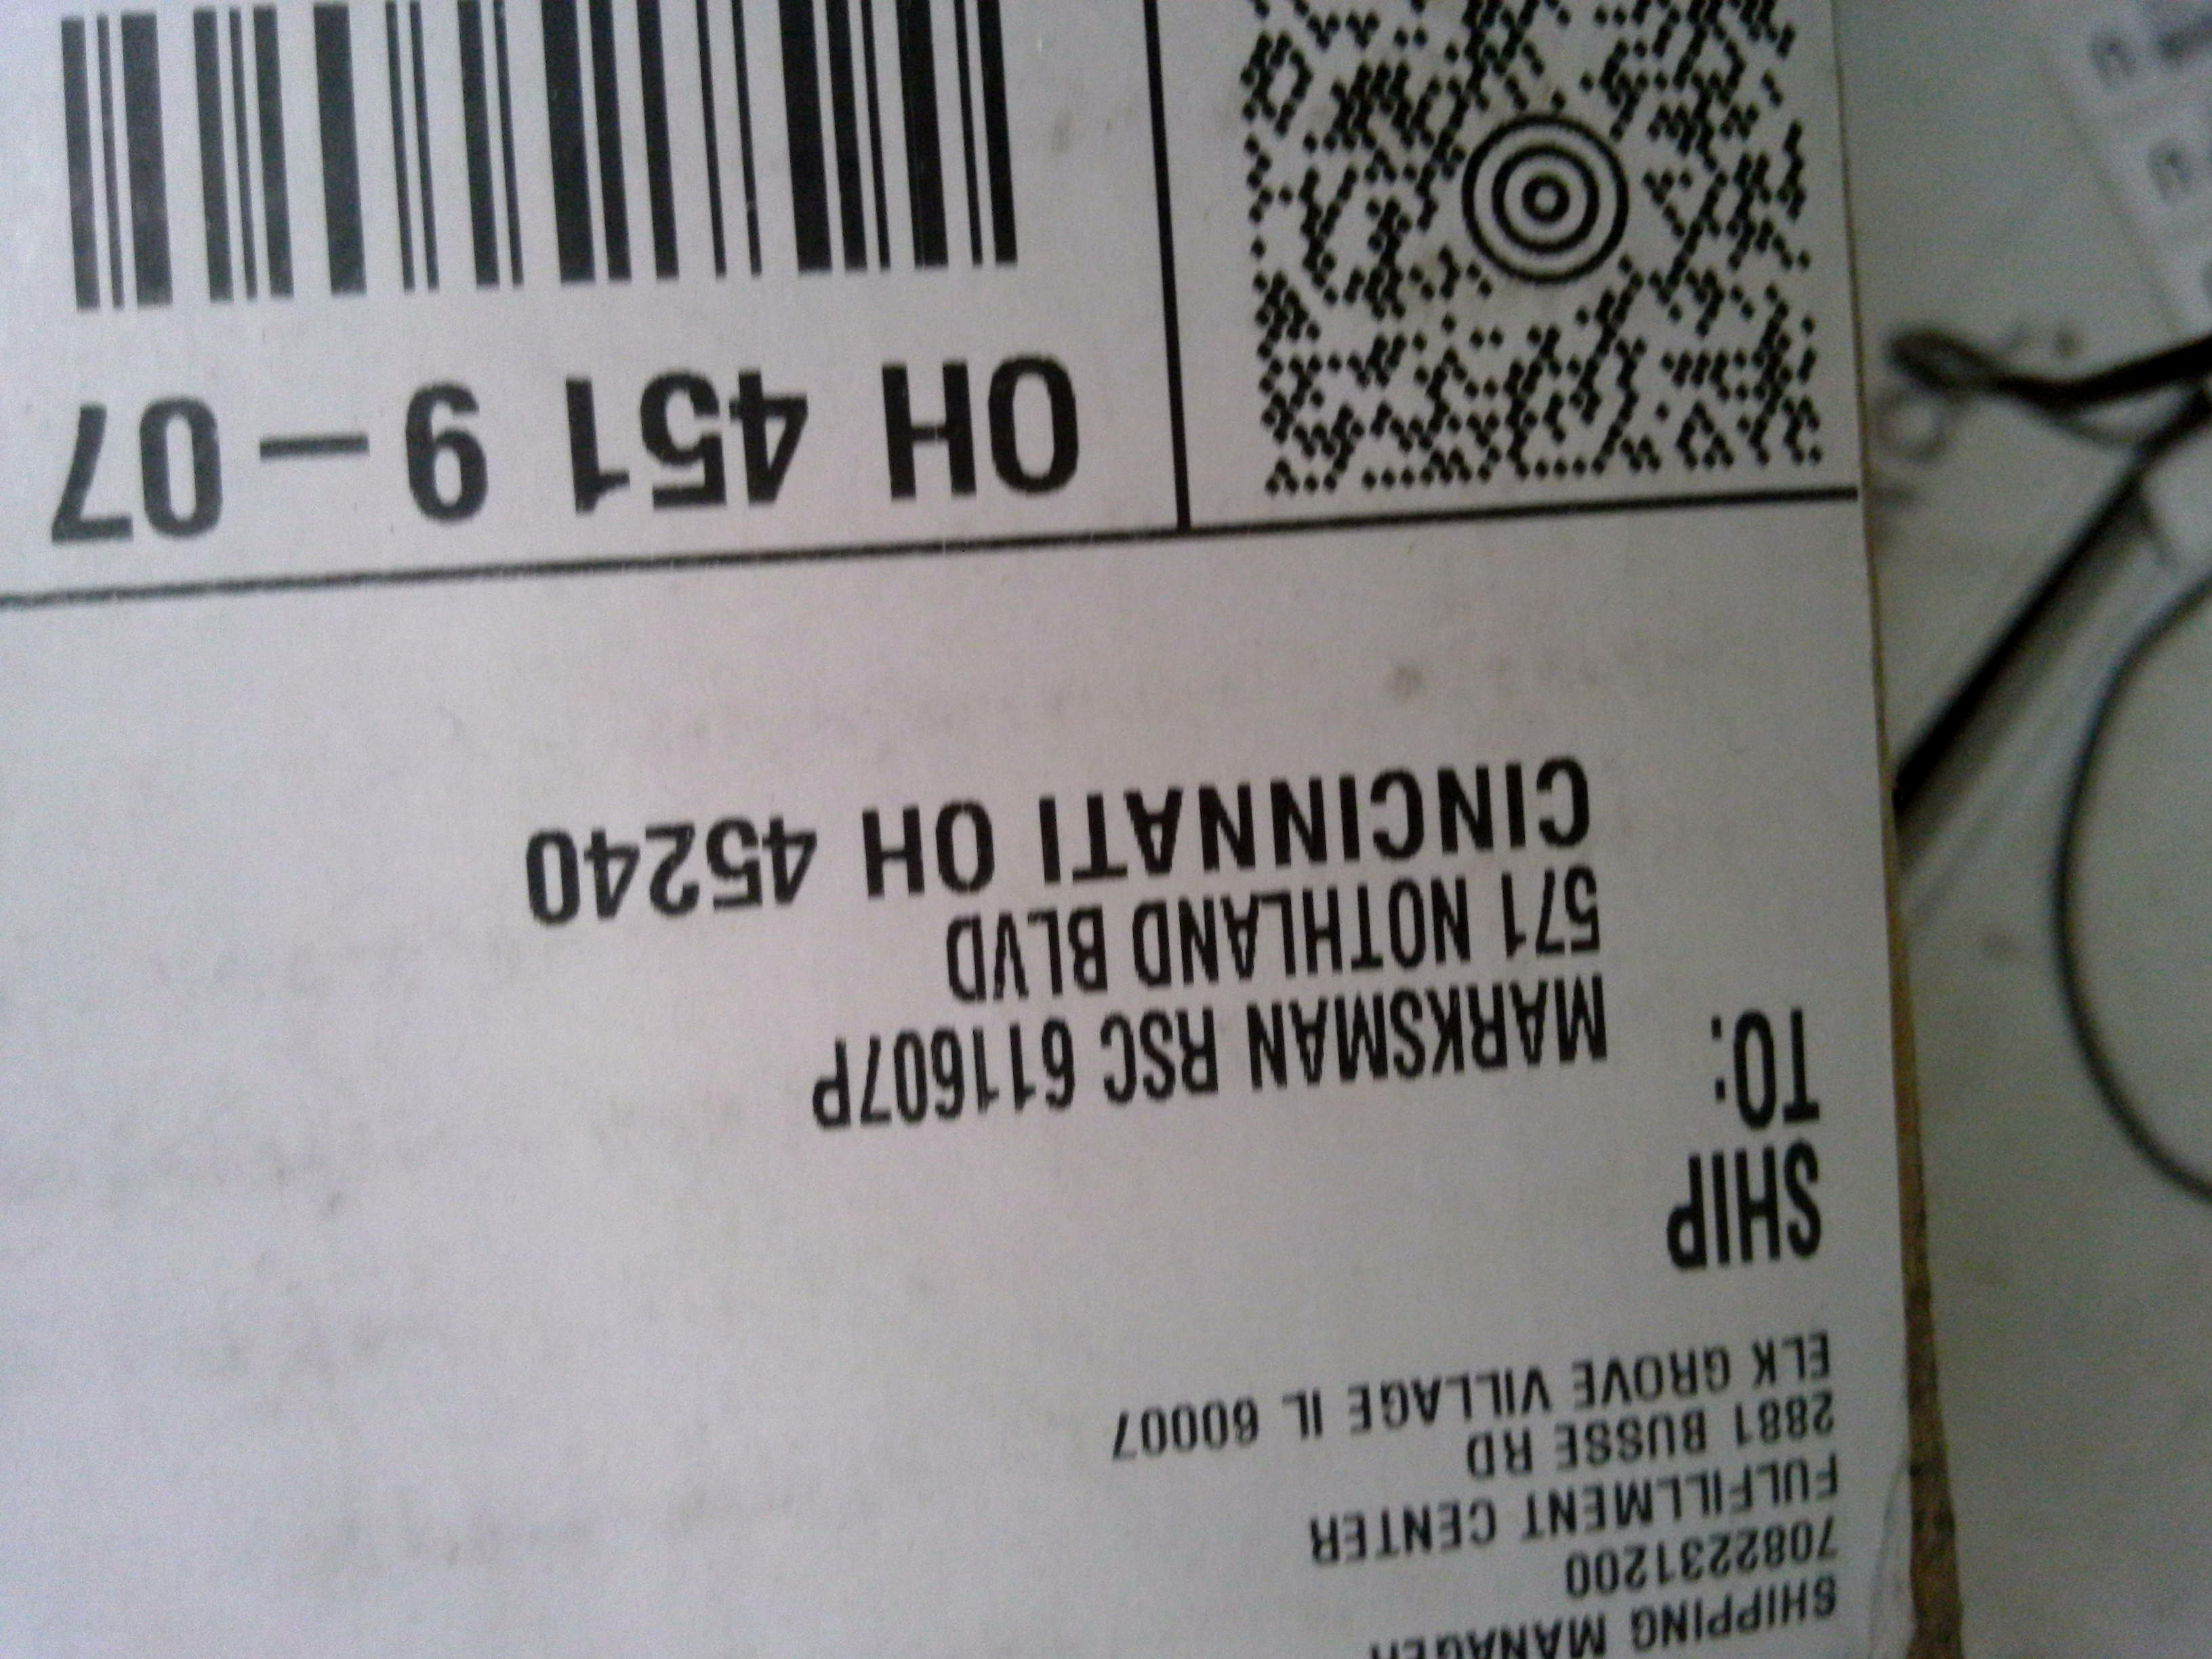 SHIPPING MANAGER
7082231200
FULFILLMENT CENTER
2881 BUSSE RD
ELK GROVE VILLAGE IL 60007
SHIP
TO:
MARKSMAN RSC 611607P
571 NOTHLAND BLVD
CINCINNATI OH 45240
OH 451 9-07